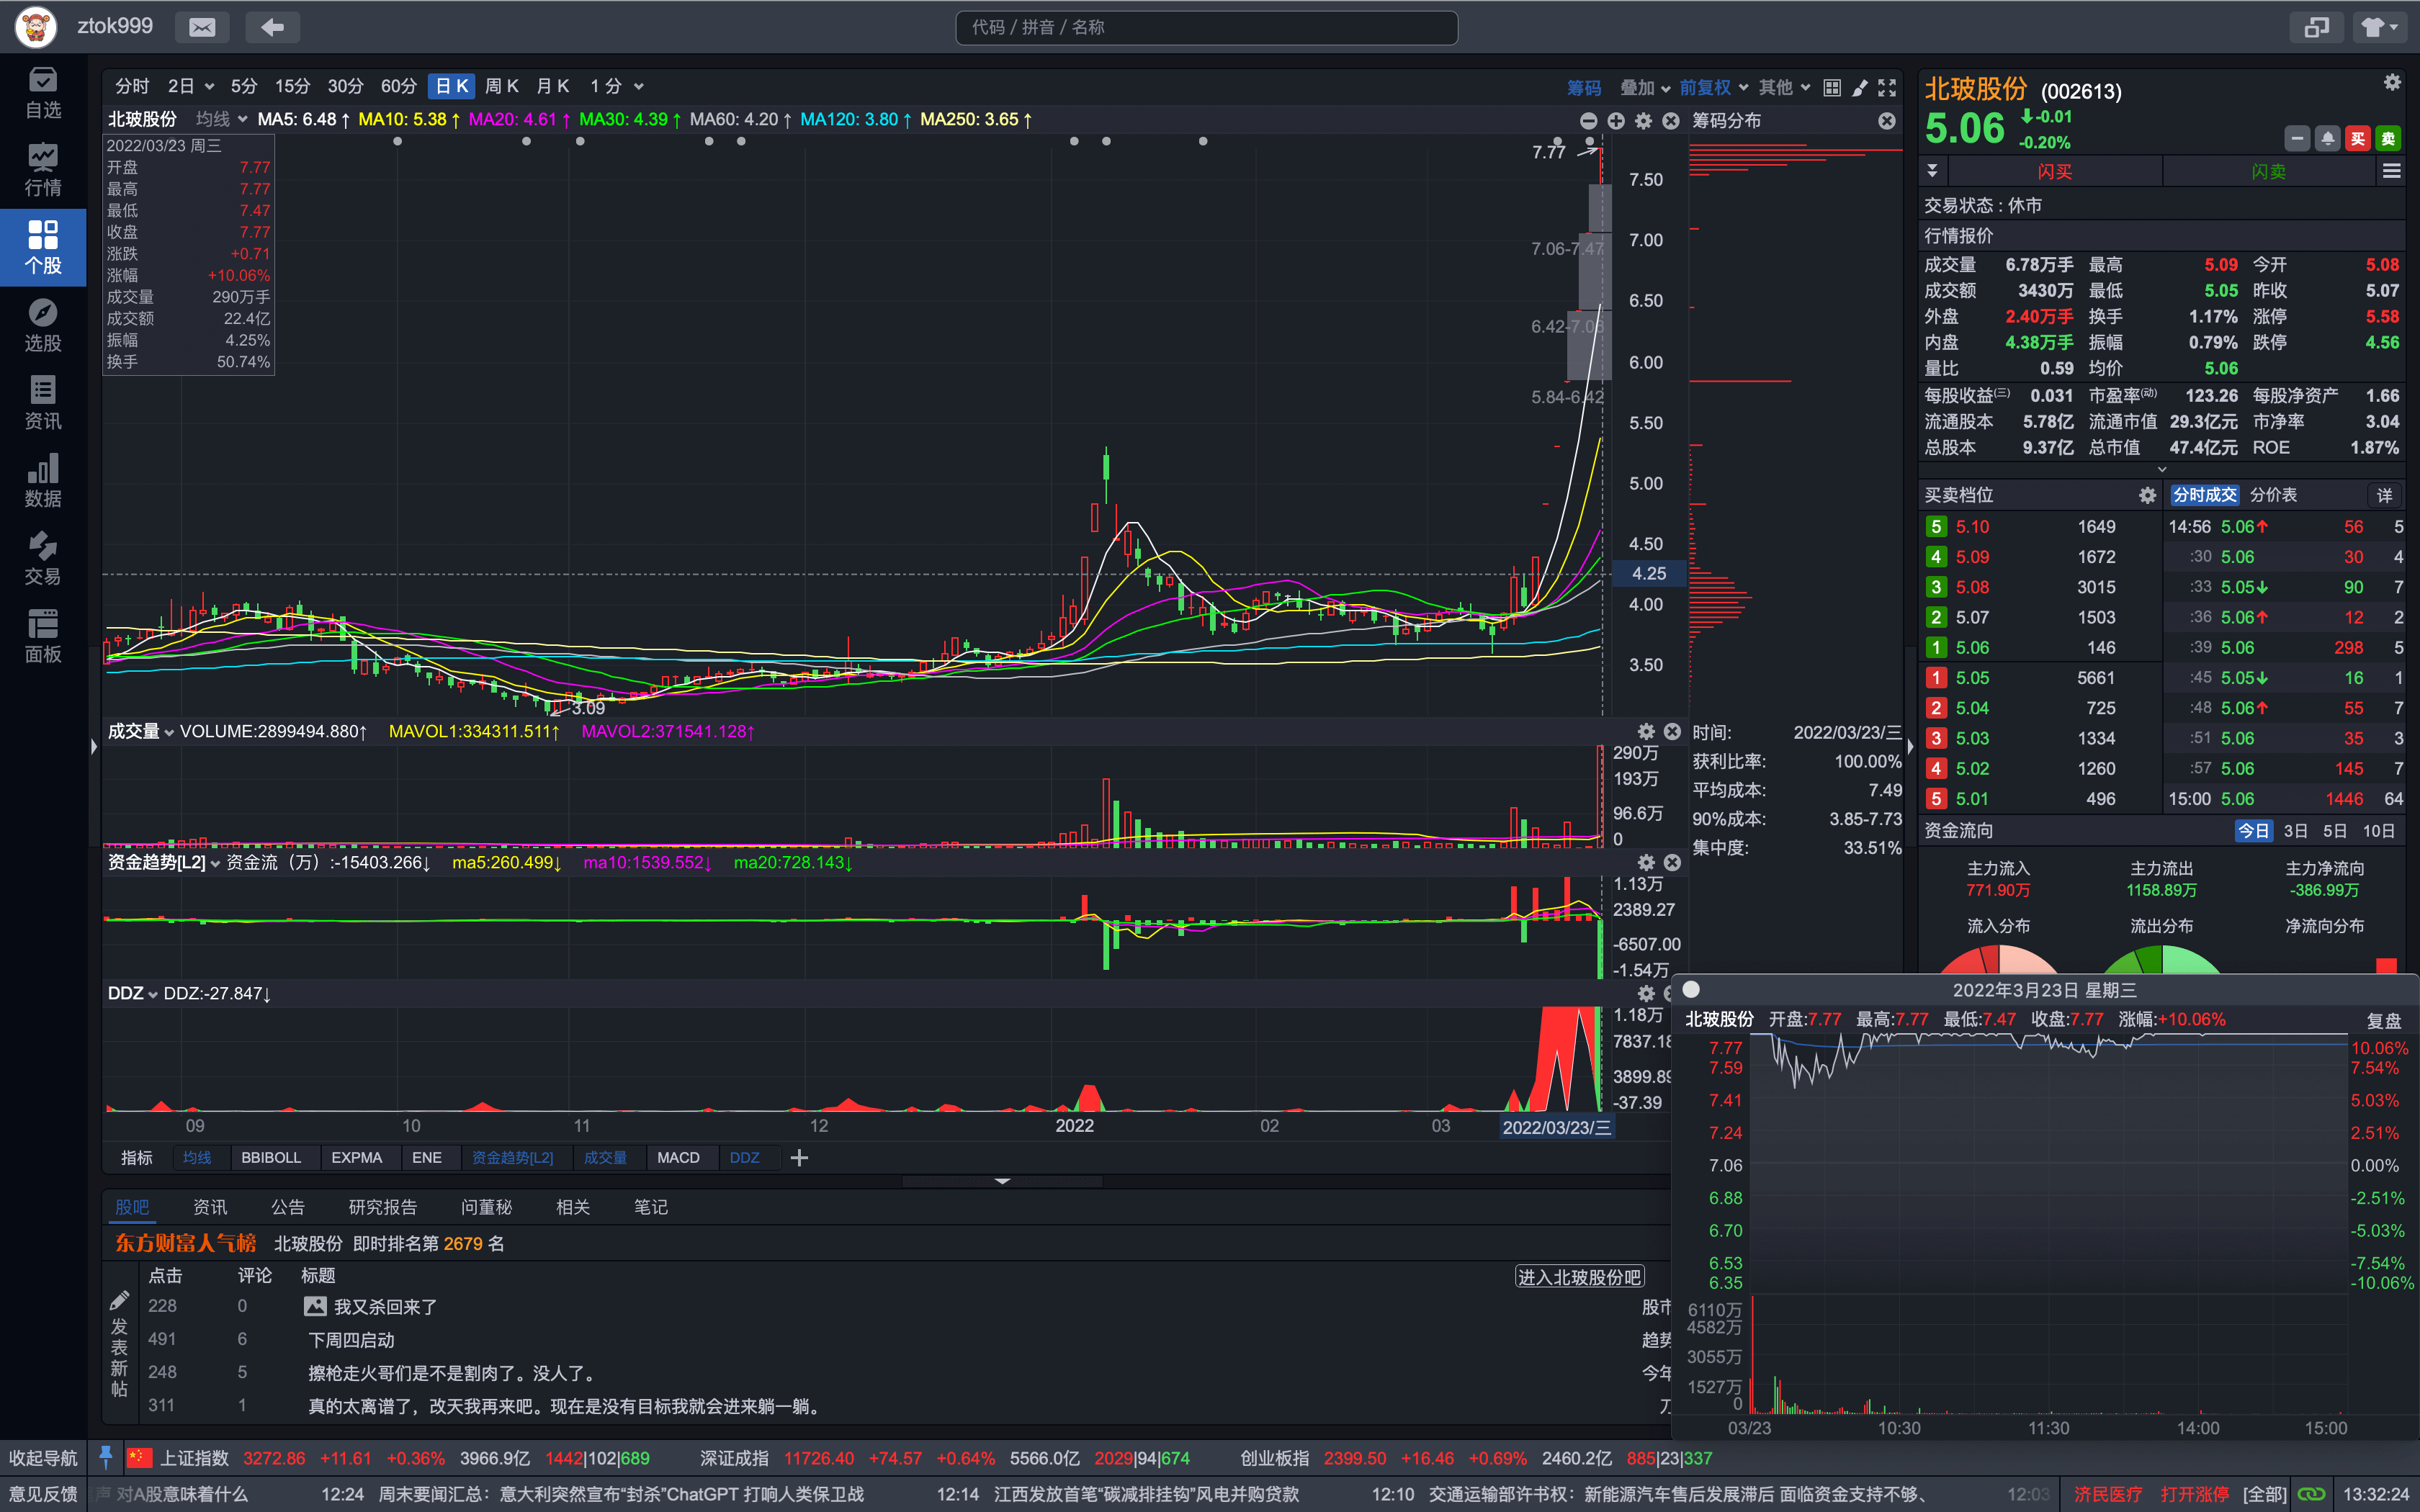 ztok999
代码 / 拼音 / 名称
自选
行情
个股
选股
资讯
数据
交易
面板
分时 2日 5分 15分 30分 60分 日K 周K 月K 1分
筹码 叠加 前复权 其他
北玻股份 均线 MA5: 6.48↑ MA10: 5.38↑ MA20: 4.61↑ MA30: 4.39↑ MA60: 4.20↑ MA120: 3.80↑ MA250: 3.65↑
筹码分布
2022/03/23 周三
开盘 7.77
最高 7.77
最低 7.47
收盘 7.77
涨跌 +0.71
涨幅 +10.06%
成交量 290万手
成交额 22.4亿
振幅 4.25%
换手 50.74%
7.77
7.06-7.47
6.42-7.06
5.84-6.42
3.09
7.50
7.00
6.50
6.00
5.50
5.00
4.50
4.25
4.00
3.50
成交量 VOLUME:2899494.880↑ MAVOL1:334311.511↑ MAVOL2:371541.128↑
290万
193万
96.6万
0
资金趋势[L2] 资金流（万）:-15403.266↓ ma5:260.499↓ ma10:1539.552↓ ma20:728.143↓
1.13万
2389.27
-6507.00
-1.54万
DDZ DDZ:-27.847↓
1.18万
7837.18
3899.89
-37.39
09 10 11 12 2022 02 03 2022/03/23/三
指标 均线 BBIBOLL EXPMA ENE 资金趋势[L2] 成交量 MACD DDZ
时间: 2022/03/23/三
获利比率: 100.00%
平均成本: 7.49
90%成本: 3.85-7.73
集中度: 33.51%
股吧 资讯 公告 研究报告 问董秘 相关 笔记
东方财富人气榜 北玻股份 即时排名第 2679 名
点击 评论 标题
进入北玻股份吧
228 0 我又杀回来了
股市
491 6 下周四启动
趋势
248 5 擦枪走火哥们是不是割肉了。没人了。
今年
311 1 真的太离谱了，改天我再来吧。现在是没有目标我就会进来躺一躺。
发表新帖
北玻股份 (002613)
5.06 -0.01
-0.20%
买 卖
闪买 闪卖
交易状态 : 休市
行情报价
成交量 6.78万手 最高 5.09 今开 5.08
成交额 3430万 最低 5.05 昨收 5.07
外盘 2.40万手 换手 1.17% 涨停 5.58
内盘 4.38万手 振幅 0.79% 跌停 4.56
量比 0.59 均价 5.06
每股收益(三) 0.031 市盈率(动) 123.26 每股净资产 1.66
流通股本 5.78亿 流通市值 29.3亿元 市净率 3.04
总股本 9.37亿 总市值 47.4亿元 ROE 1.87%
买卖档位
分时成交 分价表 详
5 5.10 1649
4 5.09 1672
3 5.08 3015
2 5.07 1503
1 5.06 146
1 5.05 5661
2 5.04 725
3 5.03 1334
4 5.02 1260
5 5.01 496
14:56 5.06↑ 56 5
:30 5.06 30 4
:33 5.05↓ 90 7
:36 5.06↑ 12 2
:39 5.06 298 5
:45 5.05↓ 16 1
:48 5.06↑ 55 7
:51 5.06 35 3
:57 5.06 145 7
15:00 5.06 1446 64
资金流向 今日 3日 5日 10日
主力流入 主力流出 主力净流向
771.90万 1158.89万 -386.99万
流入分布 流出分布 净流向分布
2022年3月23日 星期三
北玻股份 开盘:7.77 最高:7.77 最低:7.47 收盘:7.77 涨幅:+10.06% 复盘
7.77 10.06%
7.59 7.54%
7.41 5.03%
7.24 2.51%
7.06 0.00%
6.88 -2.51%
6.70 -5.03%
6.53 -7.54%
6.35 -10.06%
6110万
4582万
3055万
1527万
0
03/23 10:30 11:30 14:00 15:00
收起导航 上证指数 3272.86 +11.61 +0.36% 3966.9亿 1442|102|689 深证成指 11726.40 +74.57 +0.64% 5566.0亿 2029|94|674 创业板指 2399.50 +16.46 +0.69% 2460.2亿 885|23|337
意见反馈 声 对A股意味着什么 12:24 周末要闻汇总：意大利突然宣布“封杀”ChatGPT 打响人类保卫战 12:14 江西发放首笔“碳减排挂钩”风电并购贷款 12:10 交通运输部许书权：新能源汽车售后发展滞后 面临资金支持不够、 12:03 济民医疗 打开涨停 [全部] 13:32:24